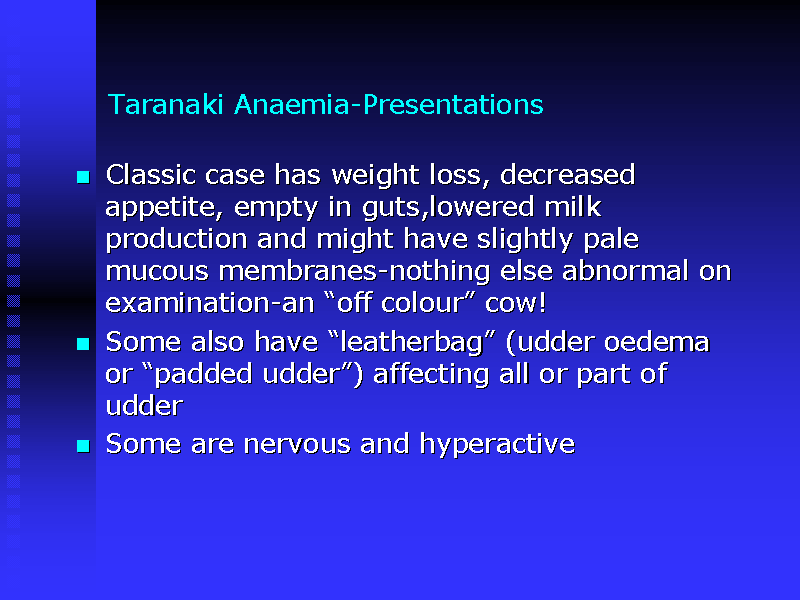 Taranaki Anaemia-Presentations
Classic case has weight loss, decreased
appetite, empty in guts,lowered milk
production and might have slightly pale
mucous membranes-nothing else abnormal on
examination-an “off colour” cow!
Some also have “leatherbag” (udder oedema
or “padded udder”) affecting all or part of
udder
Some are nervous and hyperactive